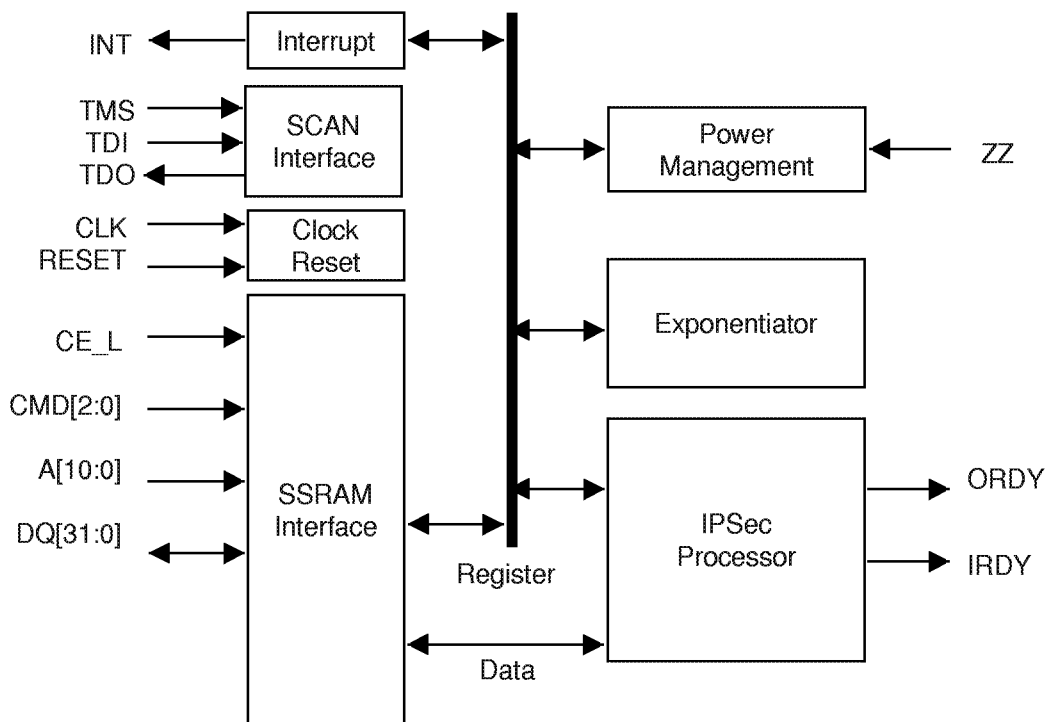 INT
Interrupt
TMS
TDI
TDO
SCAN
Interface
CLK
RESET
Clock
Reset
CE_L
CMD[2:0]
A[10:0]
DQ[31:0]
SSRAM
Interface
Register
Data
Power
Management
ZZ
Exponentiator
IPSec
Processor
ORDY
IRDY